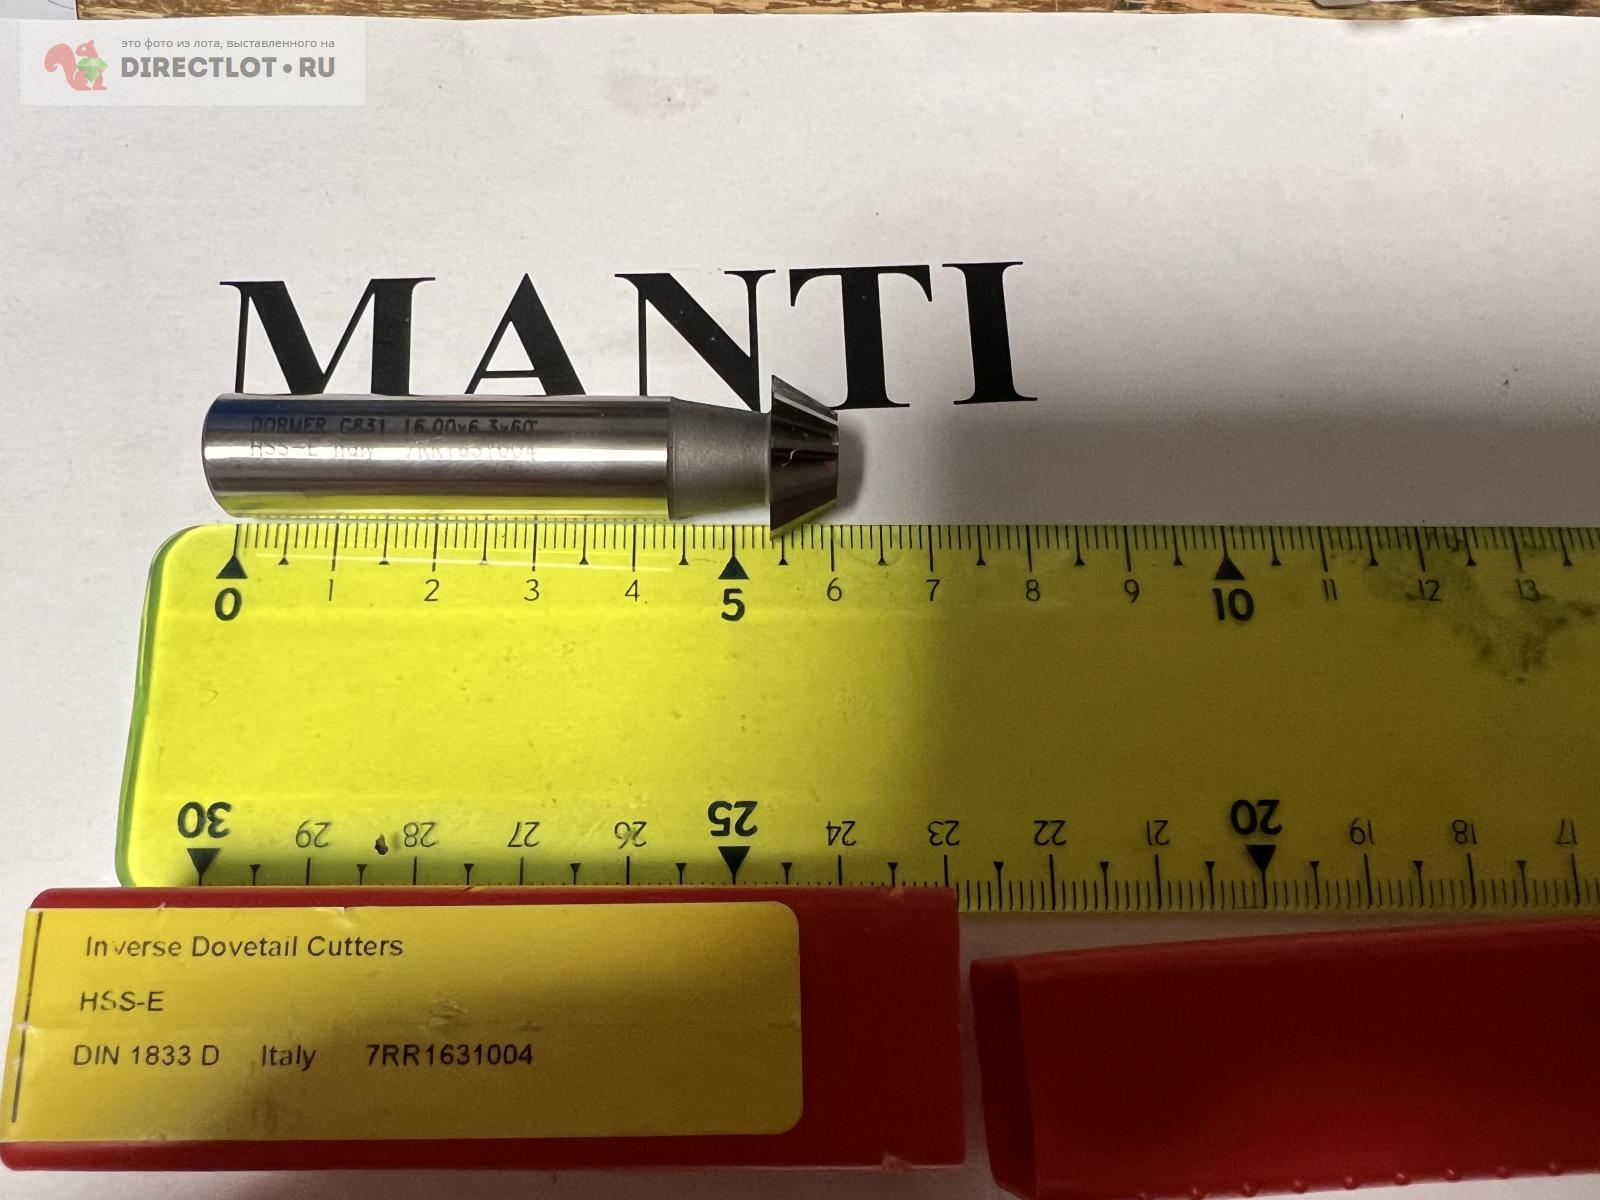 это фото из лота, выставленного на
DIRECTLOT•RU
MANTI
DORMER C831 16.00x6.3x60°
HSS-E Italy 7RR1631004
0 1 2 3 4 5 6 7 8 9 10 11 12 13
30 29 28 27 26 25 24 23 22 21 20 19 18 17
Inverse Dovetail Cutters
HSS-E
DIN 1833 D Italy 7RR1631004